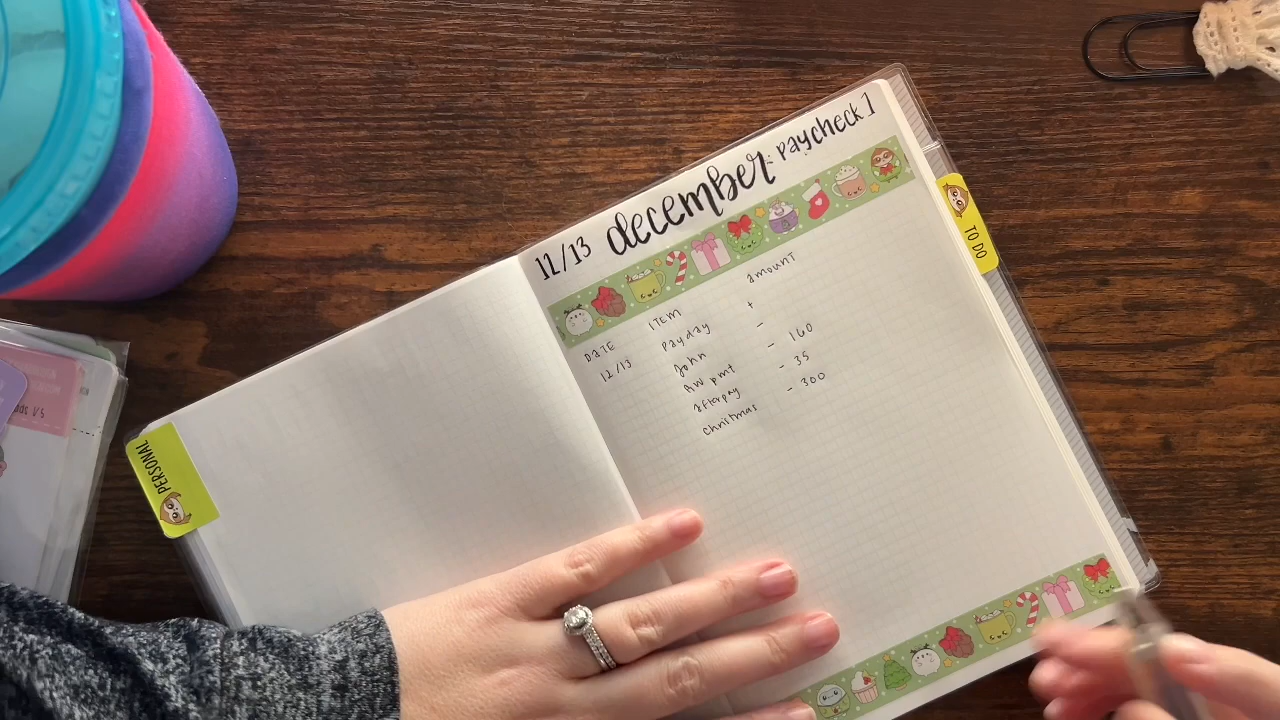 12/13 december: paycheck 1
DATE ITEM amount
12/13 payday +
John -
AW pmt - 160
afterpay - 35
christmas - 300
TO DO
PERSONAL